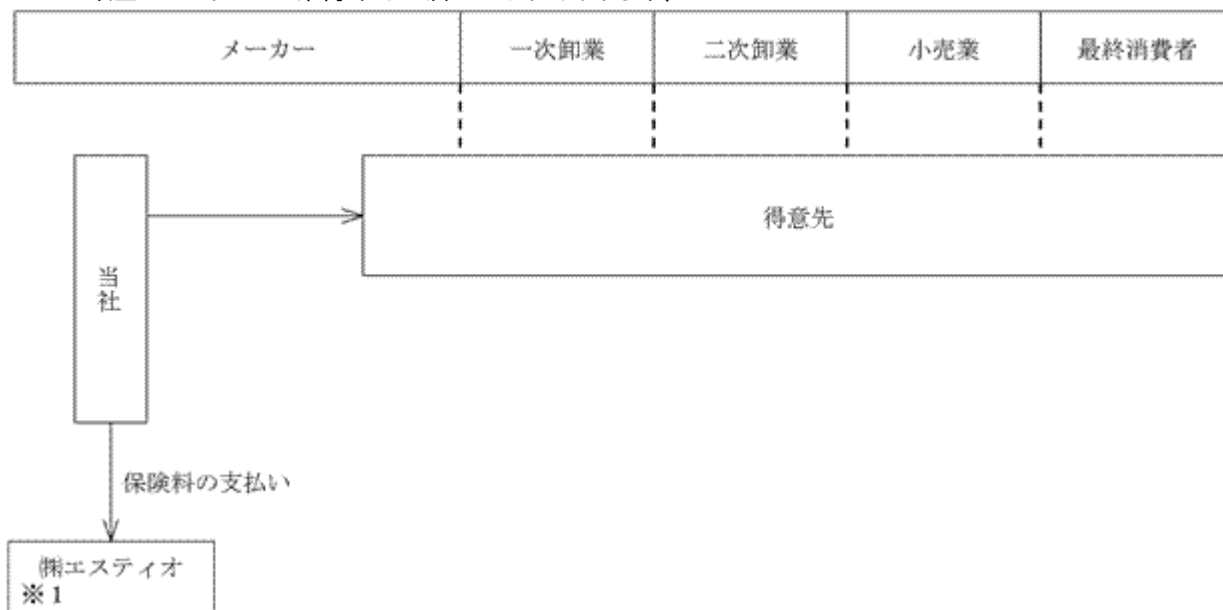 メーカー 一次卸業 二次卸業 小売業 最終消費者
得意先
当社
保険料の支払い
㈱エスティオ
※1